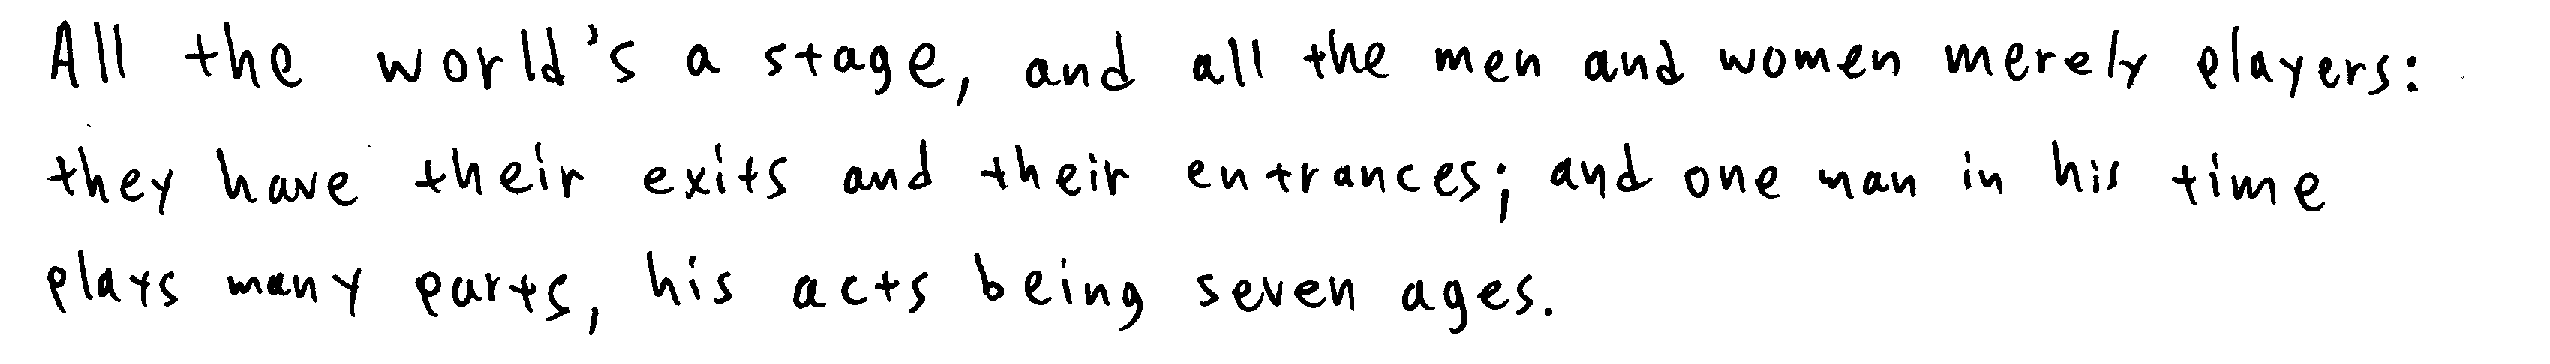 All the world's a stage, and all the men and women merely players:
they have their exits and their entrances; and one man in his time
plays many parts, his acts being seven ages.